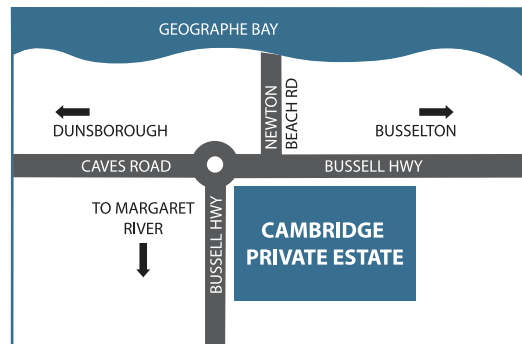 GEOGRAPHE BAY
NEWTON
BEACH RD
DUNSBOROUGH
BUSSELTON
CAVES ROAD
BUSSELL HWY
TO MARGARET
RIVER
BUSSELL HWY
CAMBRIDGE
PRIVATE ESTATE